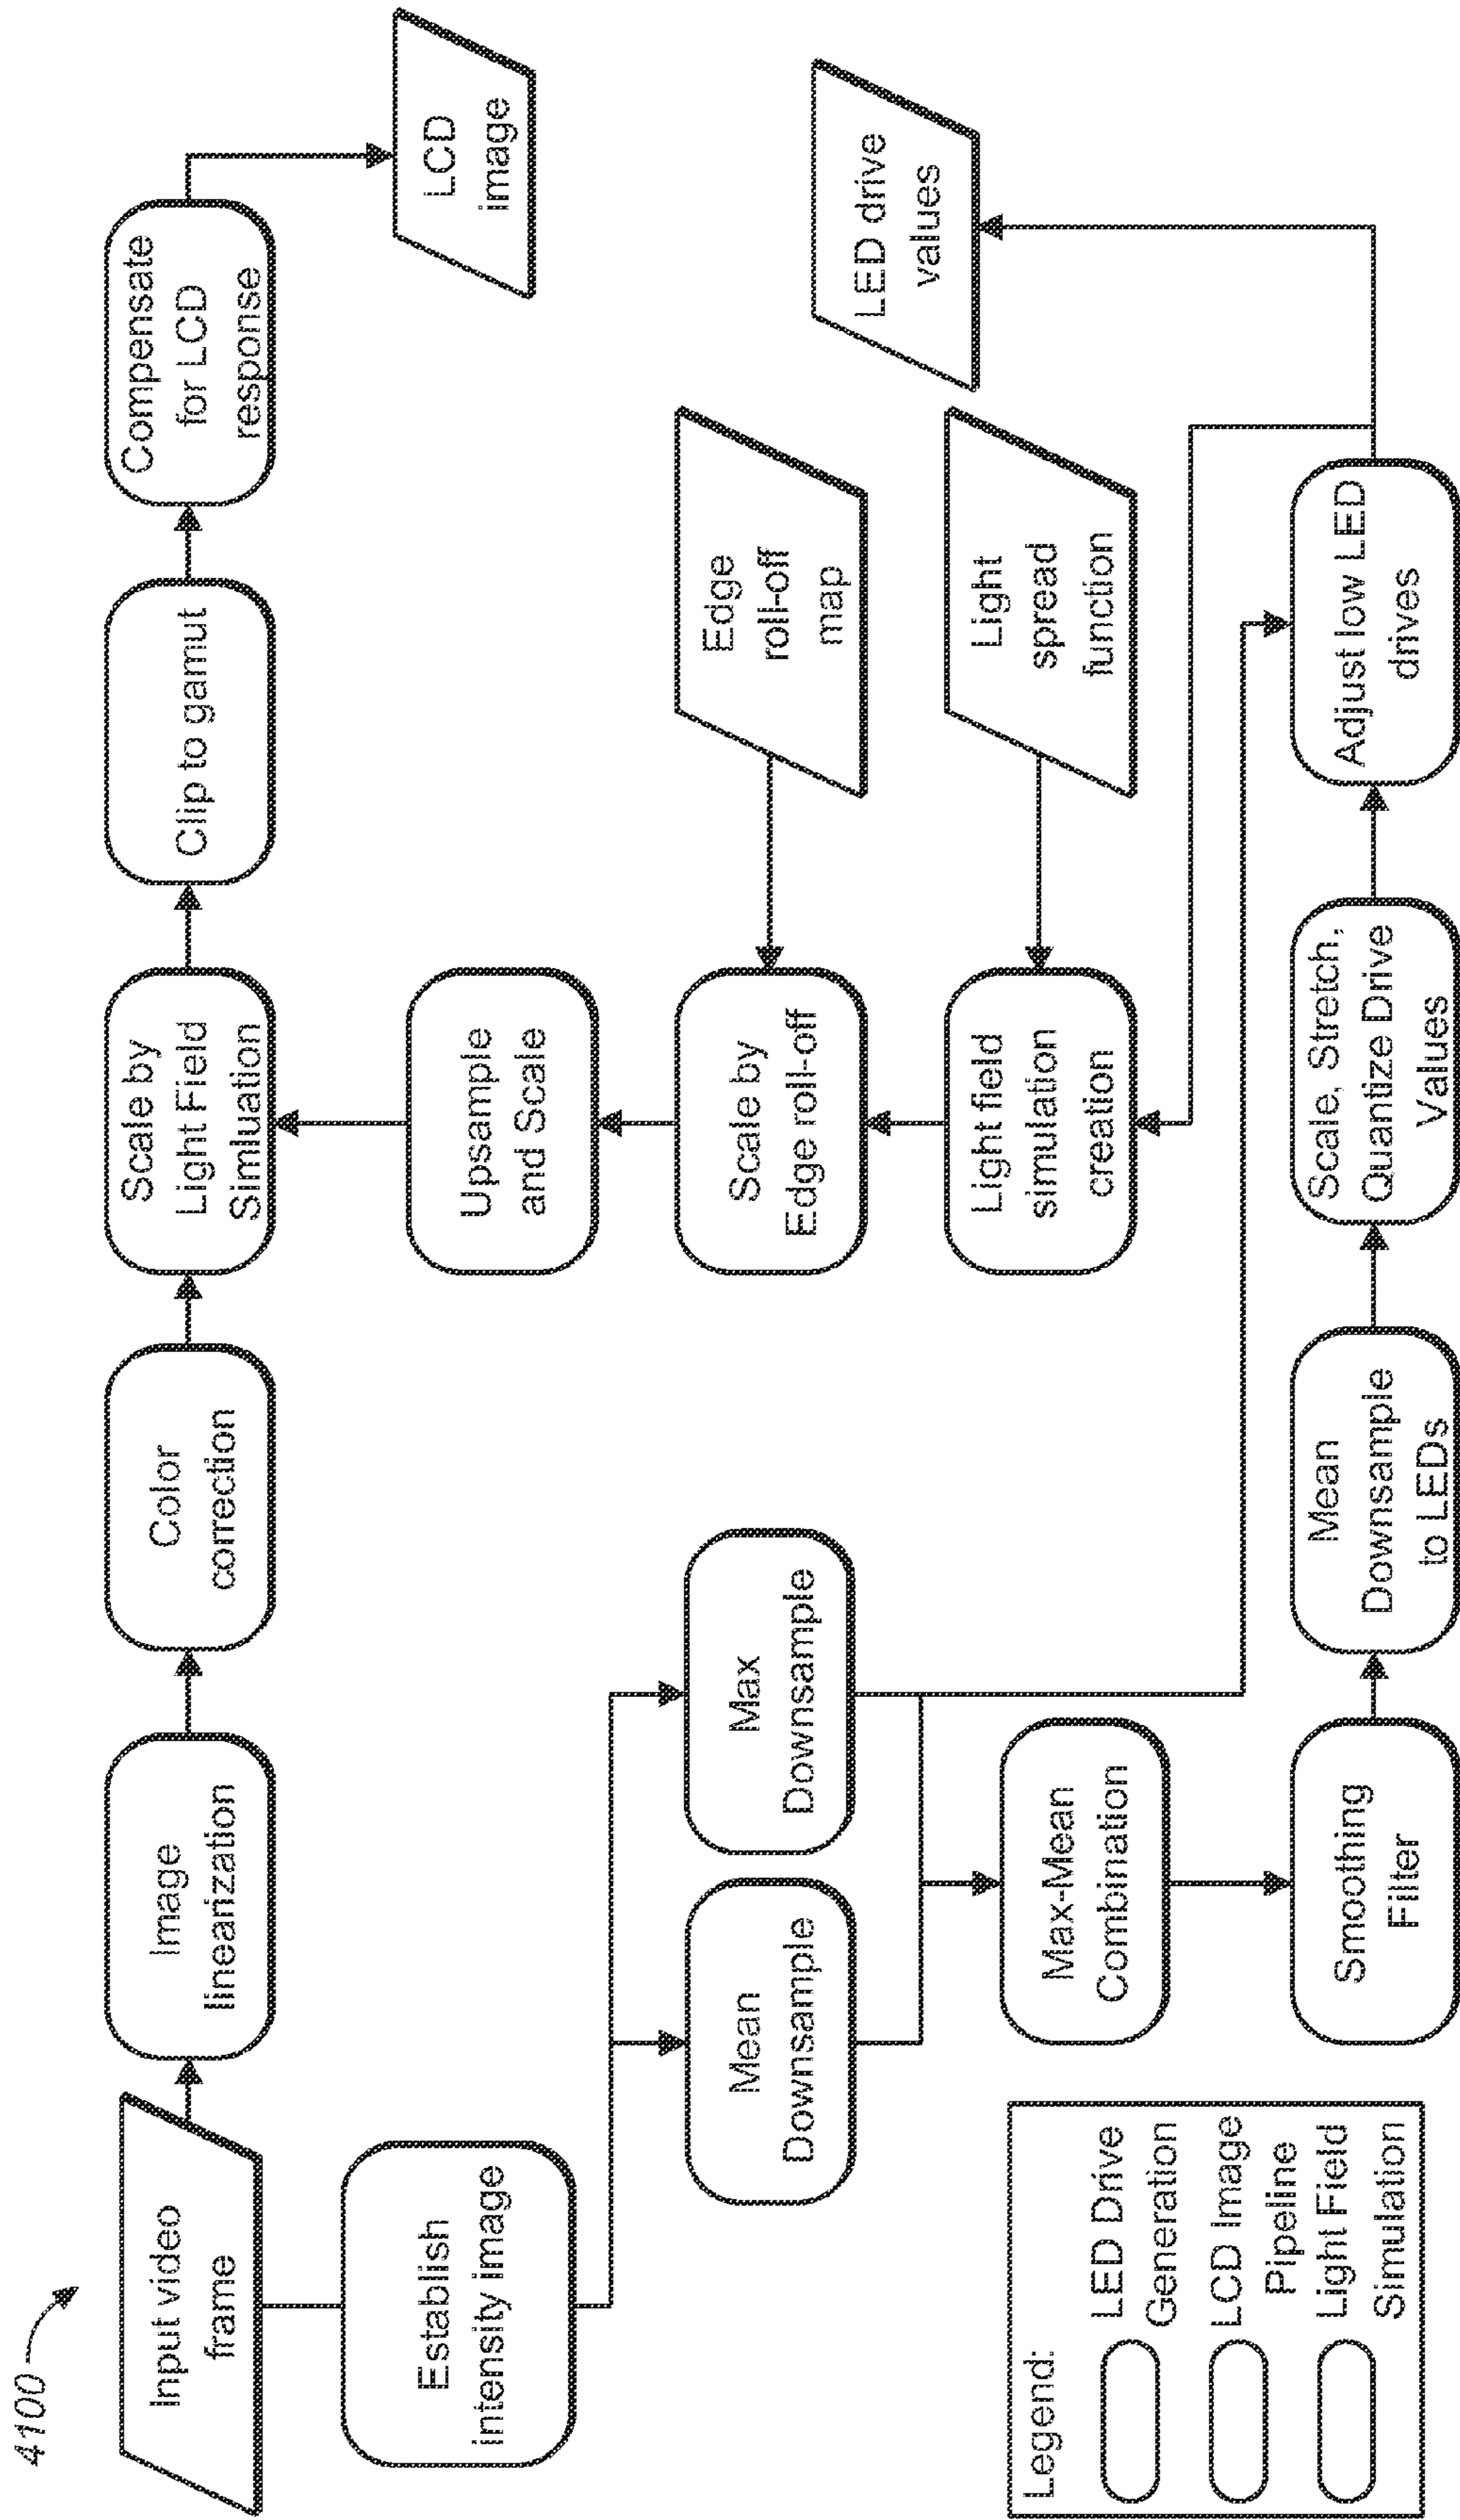 4100
Input video
frame
Image
linearization
Color
correction
Scale by
Light Field
Simluation
Clip to gamut
Compensate
for LCD
response
LCD
image
Establish
intensity image
Upsample
and Scale
Mean
Downsample
Max
Downsample
Scale by
Edge roll-off
Edge
roll-off
map
LED drive
values
Max-Mean
Combination
Light field
simulation
creation
Light
spread
function
Smoothing
Filter
Mean
Downsample
to LEDs
Scale, Stretch,
Quantize Drive
Values
Adjust low LED
drives
Legend:
LED Drive
Generation
LCD Image
Pipeline
Light Field
Simulation